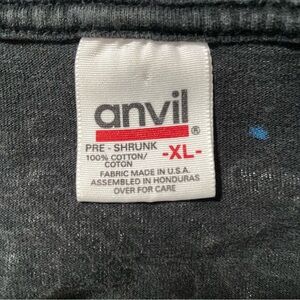 anvil®
PRE - SHRUNK
100% COTTON/
COTON
-XL-
FABRIC MADE IN U.S.A.
ASSEMBLED IN HONDURAS
OVER FOR CARE